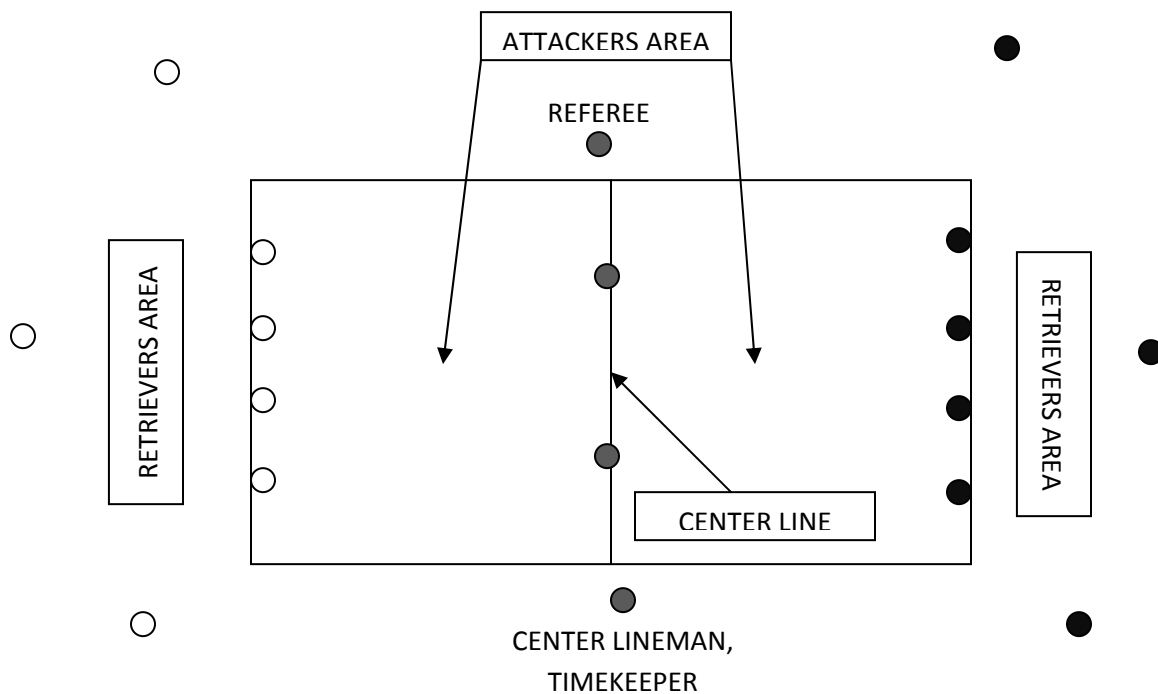 ATTACKERS AREA
REFEREE
RETRIEVERS AREA
RETRIEVERS AREA
CENTER LINE
CENTER LINEMAN,
TIMEKEEPER